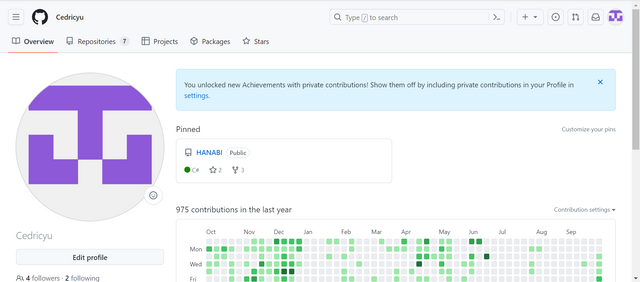 Cedricyu
Type / to search
Overview
Repositories 7
Projects
Packages
Stars
You unlocked new Achievements with private contributions! Show them off by including private contributions in your Profile in
settings.
Pinned
Customize your pins
HANABI Public
C# 2 3
975 contributions in the last year
Contribution settings
Oct Nov Dec Jan Feb Mar Apr May Jun Jul Aug Sep
Mon
Wed
Fri
Cedricyu
Edit profile
4 followers · 2 following